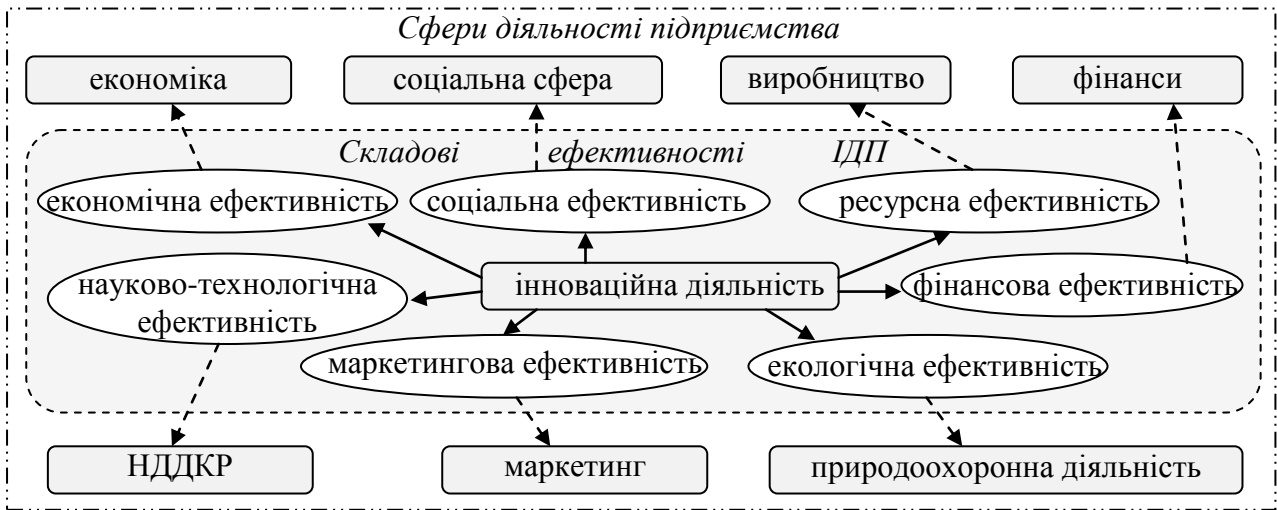 Сфери діяльності підприємства
економіка
соціальна сфера
виробництво
фінанси
Складові ефективності ІДП
економічна ефективність
соціальна ефективність
ресурсна ефективність
інноваційна діяльність
науково-технологічна
ефективність
фінансова ефективність
маркетингова ефективність
екологічна ефективність
НДДКР
маркетинг
природоохоронна діяльність